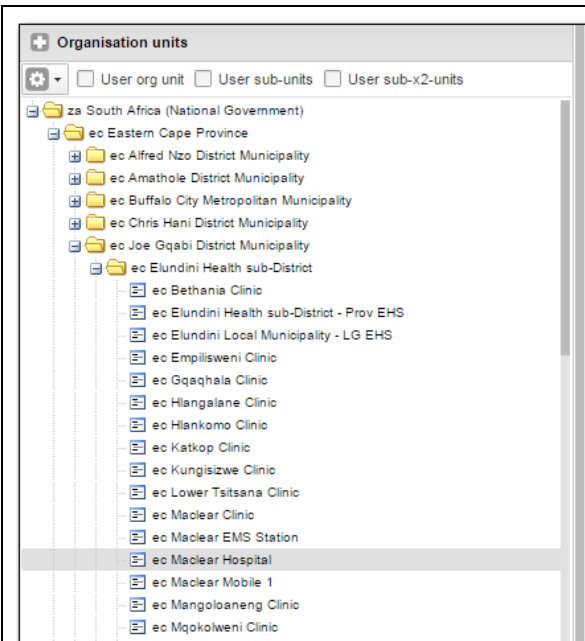 Organisation units
User org unit User sub-units User sub-x2-units
za South Africa (National Government)
ec Eastern Cape Province
ec Alfred Nzo District Municipality
ec Amathole District Municipality
ec Buffalo City Metropolitan Municipality
ec Chris Hani District Municipality
ec Joe Gqabi District Municipality
ec Elundini Health sub-District
ec Bethania Clinic
ec Elundini Health sub-District - Prov EHS
ec Elundini Local Municipality - LG EHS
ec Empilisweni Clinic
ec Gqaqhala Clinic
ec Hlangalane Clinic
ec Hlankomo Clinic
ec Katkop Clinic
ec Kungisizwe Clinic
ec Lower Tsitsana Clinic
ec Maclear Clinic
ec Maclear EMS Station
ec Maclear Hospital
ec Maclear Mobile 1
ec Mangoloaneng Clinic
ec Mqokolweni Clinic